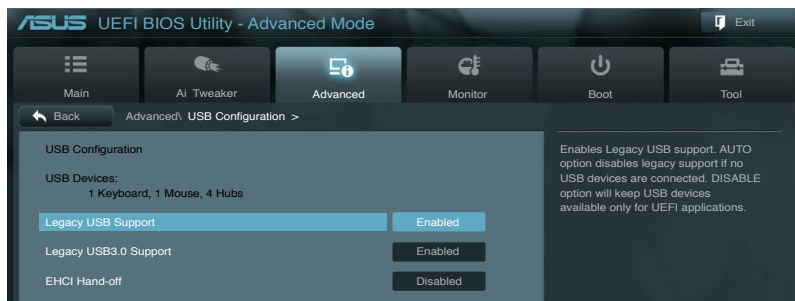 ASUS UEFI BIOS Utility - Advanced Mode
Exit
Main
Ai Tweaker
Advanced
Monitor
Boot
Tool
Back
Advanced\ USB Configuration >
USB Configuration
USB Devices:
1 Keyboard, 1 Mouse, 4 Hubs
Legacy USB Support Enabled
Legacy USB3.0 Support Enabled
EHCI Hand-off Disabled
Enables Legacy USB support. AUTO
option disables legacy support if no
USB devices are connected. DISABLE
option will keep USB devices
available only for UEFI applications.